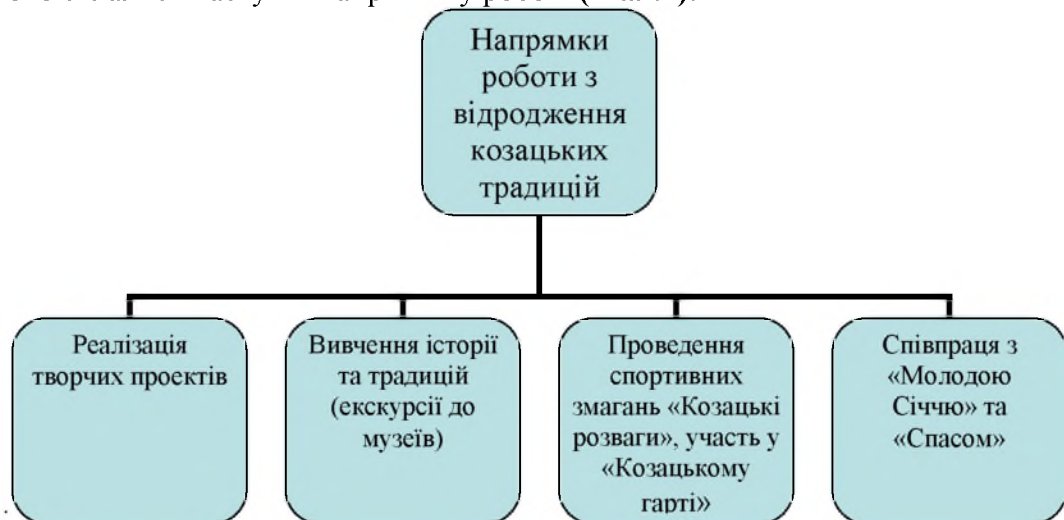 Напрямки
роботи з
відродження
козацьких
традицій
Реалізація
творчих проектів
Вивчення історії
та традицій
(екскурсії до
музеїв)
Проведення
спортивних
змагань «Козацькі
розваги», участь у
«Козацькому
гарті»
Співпраця з
«Молодою
Січчю» та
«Спасом»